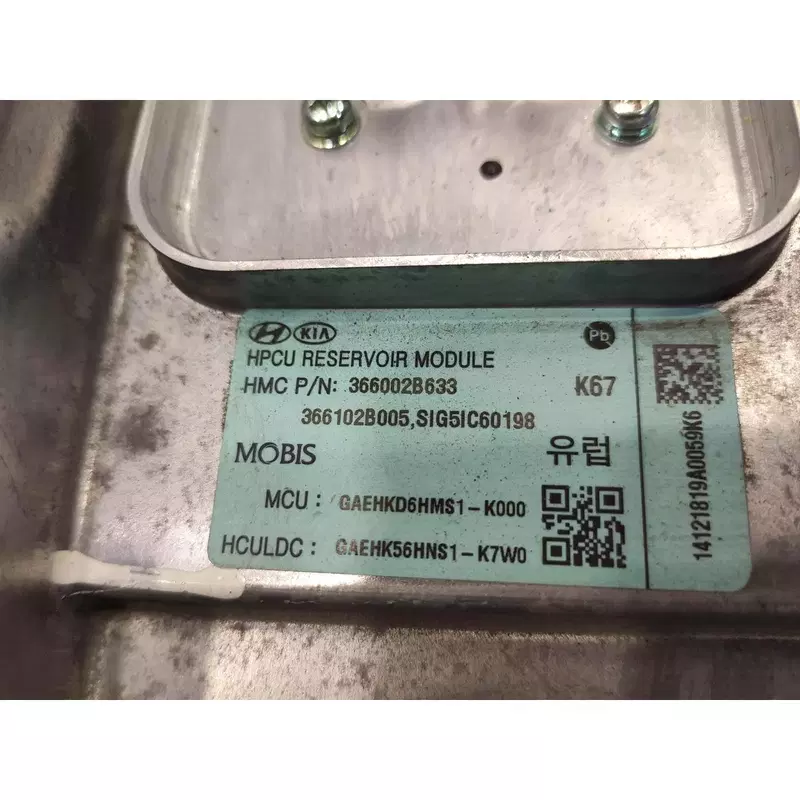 KIA Pb
HPCU RESERVOIR MODULE
HMC P/N: 366002B633 K67
366102B005,SIG5IC60198
MOBIS 유럽
MCU : GAEHKD6HMS1-K000
HCULDC : GAEHK56HNS1-K7W0
14121819A0059K6